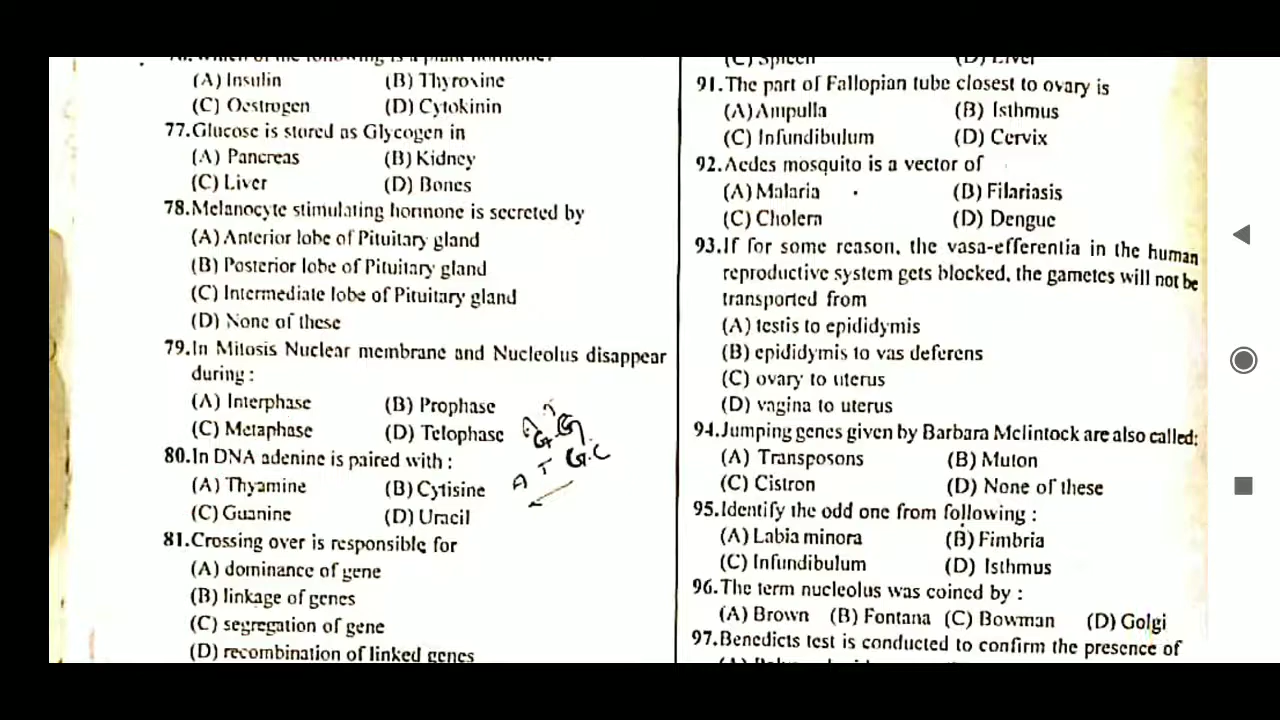 76. Which of the following is a plant hormone?
(A) Insulin (B) Thyroxine
(C) Oestrogen (D) Cytokinin
77. Glucose is stored as Glycogen in
(A) Pancreas (B) Kidney
(C) Liver (D) Bones
78. Melanocyte stimulating hormone is secreted by
(A) Anterior lobe of Pituitary gland
(B) Posterior lobe of Pituitary gland
(C) Intermediate lobe of Pituitary gland
(D) None of these
79. In Mitosis Nuclear membrane and Nucleolus disappear
during :
(A) Interphase (B) Prophase
(C) Metaphase (D) Telophase
80. In DNA adenine is paired with :
(A) Thyamine (B) Cytisine
(C) Guanine (D) Uracil
A T G.C
81. Crossing over is responsible for
(A) dominance of gene
(B) linkage of genes
(C) segregation of gene
(D) recombination of linked genes
(C) Spleen (D) Liver
91. The part of Fallopian tube closest to ovary is
(A) Ampulla (B) Isthmus
(C) Infundibulum (D) Cervix
92. Aedes mosquito is a vector of
(A) Malaria (B) Filariasis
(C) Cholera (D) Dengue
93. If for some reason, the vasa-efferentia in the human
reproductive system gets blocked, the gametes will not be
transported from
(A) testis to epididymis
(B) epididymis to vas deferens
(C) ovary to uterus
(D) vagina to uterus
94. Jumping genes given by Barbara Mclintock are also called:
(A) Transposons (B) Muton
(C) Cistron (D) None of these
95. Identify the odd one from following :
(A) Labia minora (B) Fimbria
(C) Infundibulum (D) Isthmus
96. The term nucleolus was coined by :
(A) Brown (B) Fontana (C) Bowman (D) Golgi
97. Benedicts test is conducted to confirm the presence of